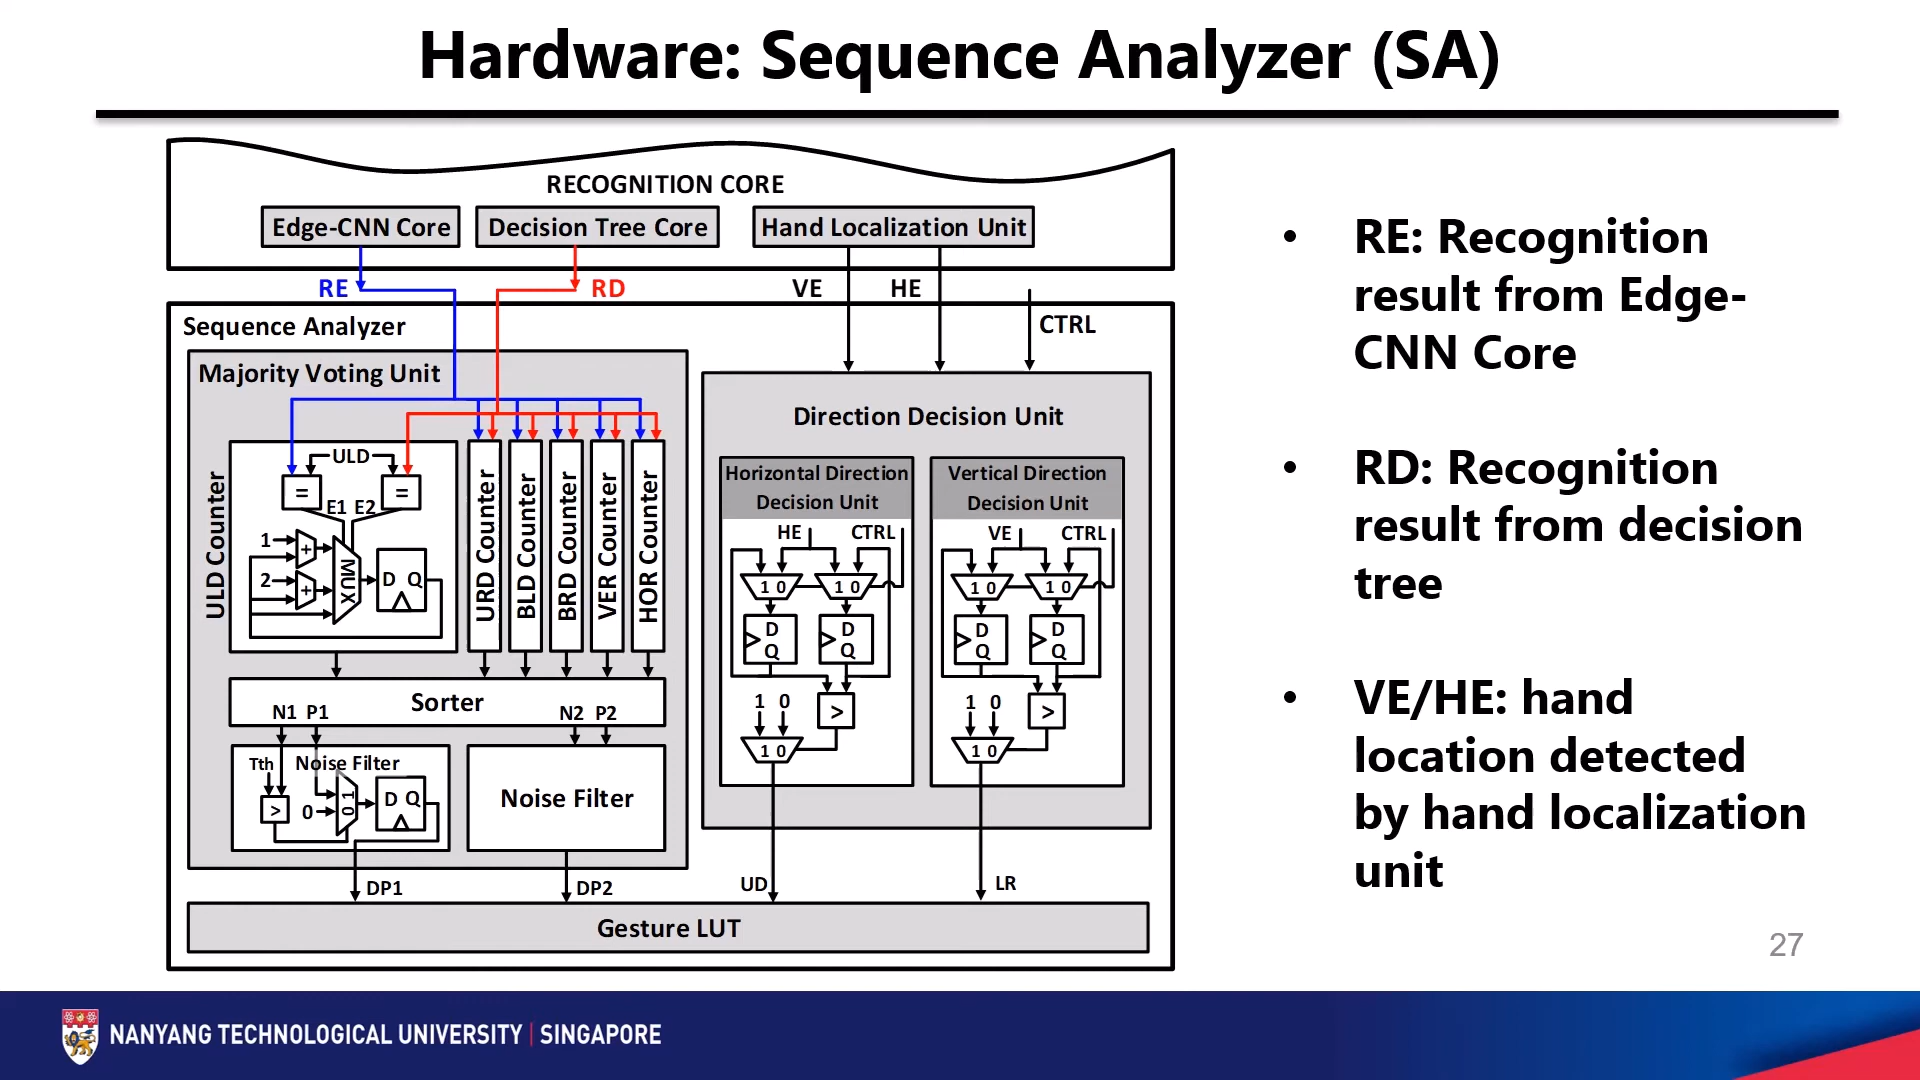 Hardware: Sequence Analyzer (SA)
RECOGNITION CORE
Edge-CNN Core
Decision Tree Core
Hand Localization Unit
RE
RD
VE
HE
CTRL
Sequence Analyzer
Majority Voting Unit
ULD Counter
ULD
=
=
E1 E2
1
+
2
+
MUX
D Q
URD Counter
BLD Counter
BRD Counter
VER Counter
HOR Counter
Sorter
N1 P1
N2 P2
Tth
Noise Filter
>
0
0 1
D Q
Noise Filter
DP1
DP2
Direction Decision Unit
Horizontal Direction
Decision Unit
HE
CTRL
1 0
1 0
D
Q
D
Q
1 0
>
1 0
Vertical Direction
Decision Unit
VE
CTRL
1 0
1 0
D
Q
D
Q
1 0
>
1 0
UD
LR
Gesture LUT
• RE: Recognition
result from Edge-
CNN Core
• RD: Recognition
result from decision
tree
• VE/HE: hand
location detected
by hand localization
unit
27
NANYANG TECHNOLOGICAL UNIVERSITY | SINGAPORE